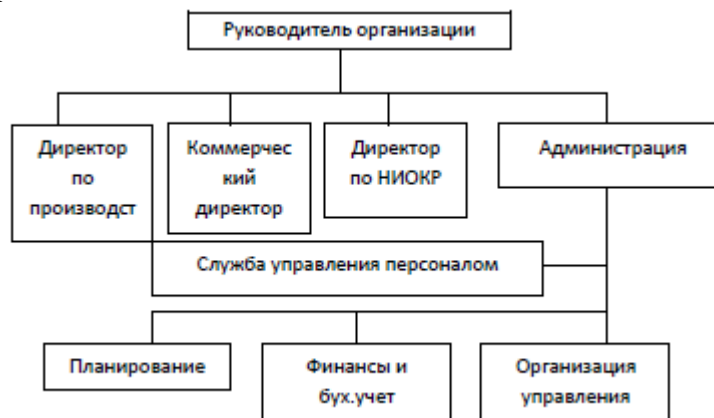 Руководитель организации
Директор
по
производст
Коммерчес
кий
директор
Директор
по НИОКР
Администрация
Служба управления персоналом
Планирование
Финансы и
бух.учет
Организация
управления